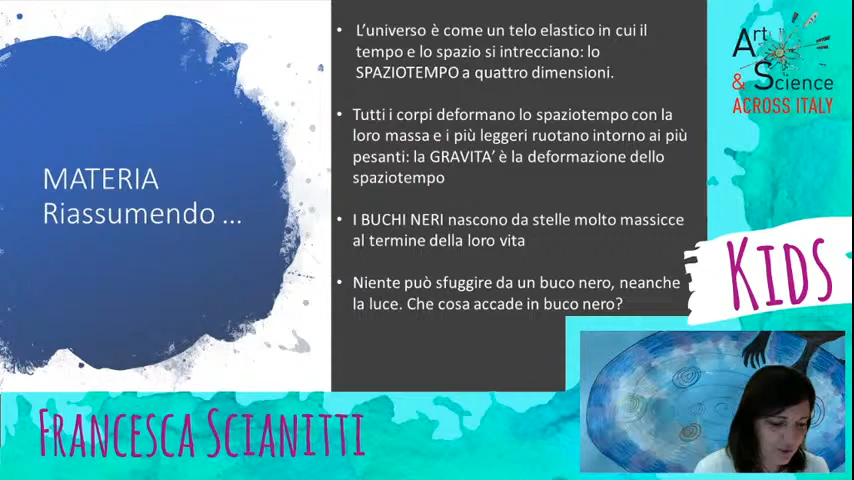 MATERIA
Riassumendo ...
• L'universo è come un telo elastico in cui il
tempo e lo spazio si intrecciano: lo
SPAZIOTEMPO a quattro dimensioni.
• Tutti i corpi deformano lo spaziotempo con la
loro massa e i più leggeri ruotano intorno ai più
pesanti: la GRAVITA' è la deformazione dello
spaziotempo
• I BUCHI NERI nascono da stelle molto massicce
al termine della loro vita
• Niente può sfuggire da un buco nero, neanche
la luce. Che cosa accade in buco nero?
Art
& Science
ACROSS ITALY
KIDS
FRANCESCA SCIANITTI